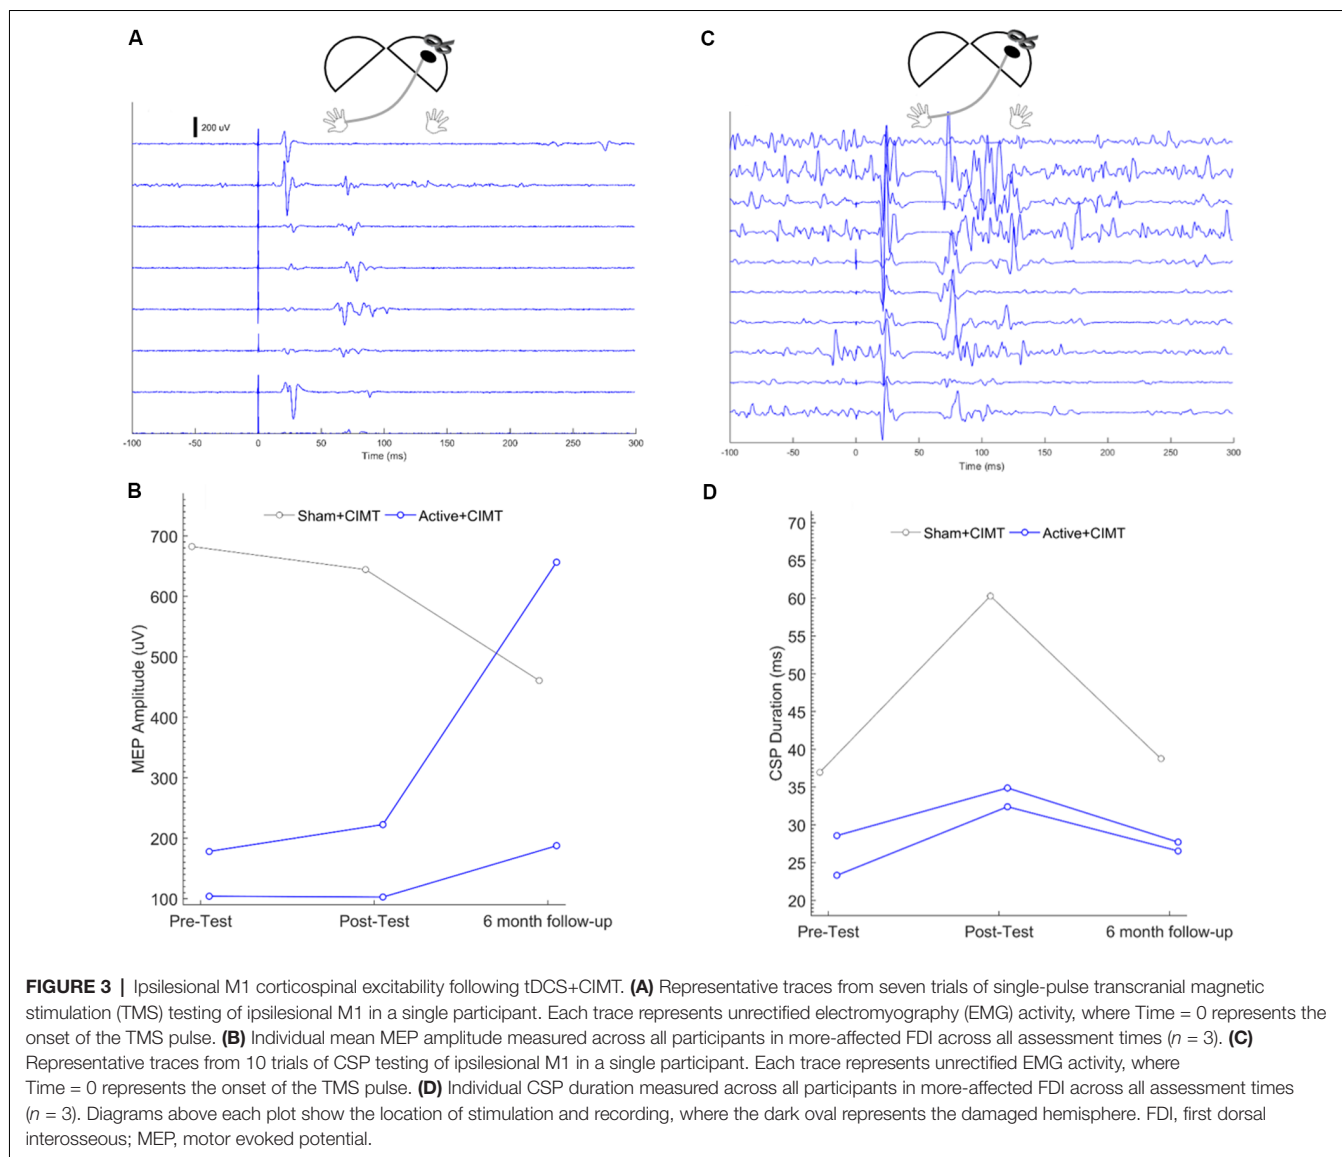 A
C
200 uV
-100 -50 0 50 100 150 200 250 300
Time (ms)
-100 -50 0 50 100 150 200 250 300
Time (ms)
B
Sham+CIMT Active+CIMT
700
600
500
400
300
200
100
MEP Amplitude (uV)
Pre-Test Post-Test 6 month follow-up
D
Sham+CIMT Active+CIMT
70
65
60
55
50
45
40
35
30
25
20
CSP Duration (ms)
Pre-Test Post-Test 6 month follow-up
FIGURE 3 | Ipsilesional M1 corticospinal excitability following tDCS+CIMT. (A) Representative traces from seven trials of single-pulse transcranial magnetic
stimulation (TMS) testing of ipsilesional M1 in a single participant. Each trace represents unrectified electromyography (EMG) activity, where Time = 0 represents the
onset of the TMS pulse. (B) Individual mean MEP amplitude measured across all participants in more-affected FDI across all assessment times (n = 3). (C)
Representative traces from 10 trials of CSP testing of ipsilesional M1 in a single participant. Each trace represents unrectified EMG activity, where
Time = 0 represents the onset of the TMS pulse. (D) Individual CSP duration measured across all participants in more-affected FDI across all assessment times
(n = 3). Diagrams above each plot show the location of stimulation and recording, where the dark oval represents the damaged hemisphere. FDI, first dorsal
interosseous; MEP, motor evoked potential.